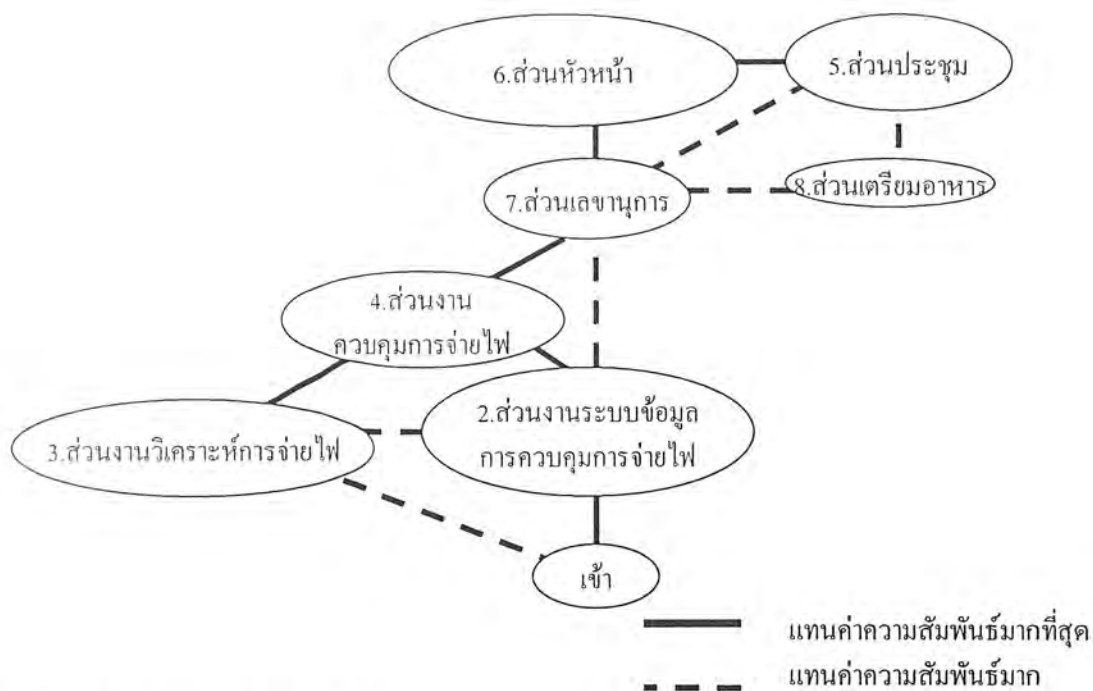 6.ส่วนหัวหน้า
5.ส่วนประชุม
7.ส่วนเลขานุการ
8.ส่วนเตรียมอาหาร
4.ส่วนงาน
ควบคุมการจ่ายไฟ
3.ส่วนงานวิเคราะห์การจ่ายไฟ
2.ส่วนงานระบบข้อมูล
การควบคุมการจ่ายไฟ
เข้า
แทนค่าความสัมพันธ์มากที่สุด
แทนค่าความสัมพันธ์มาก